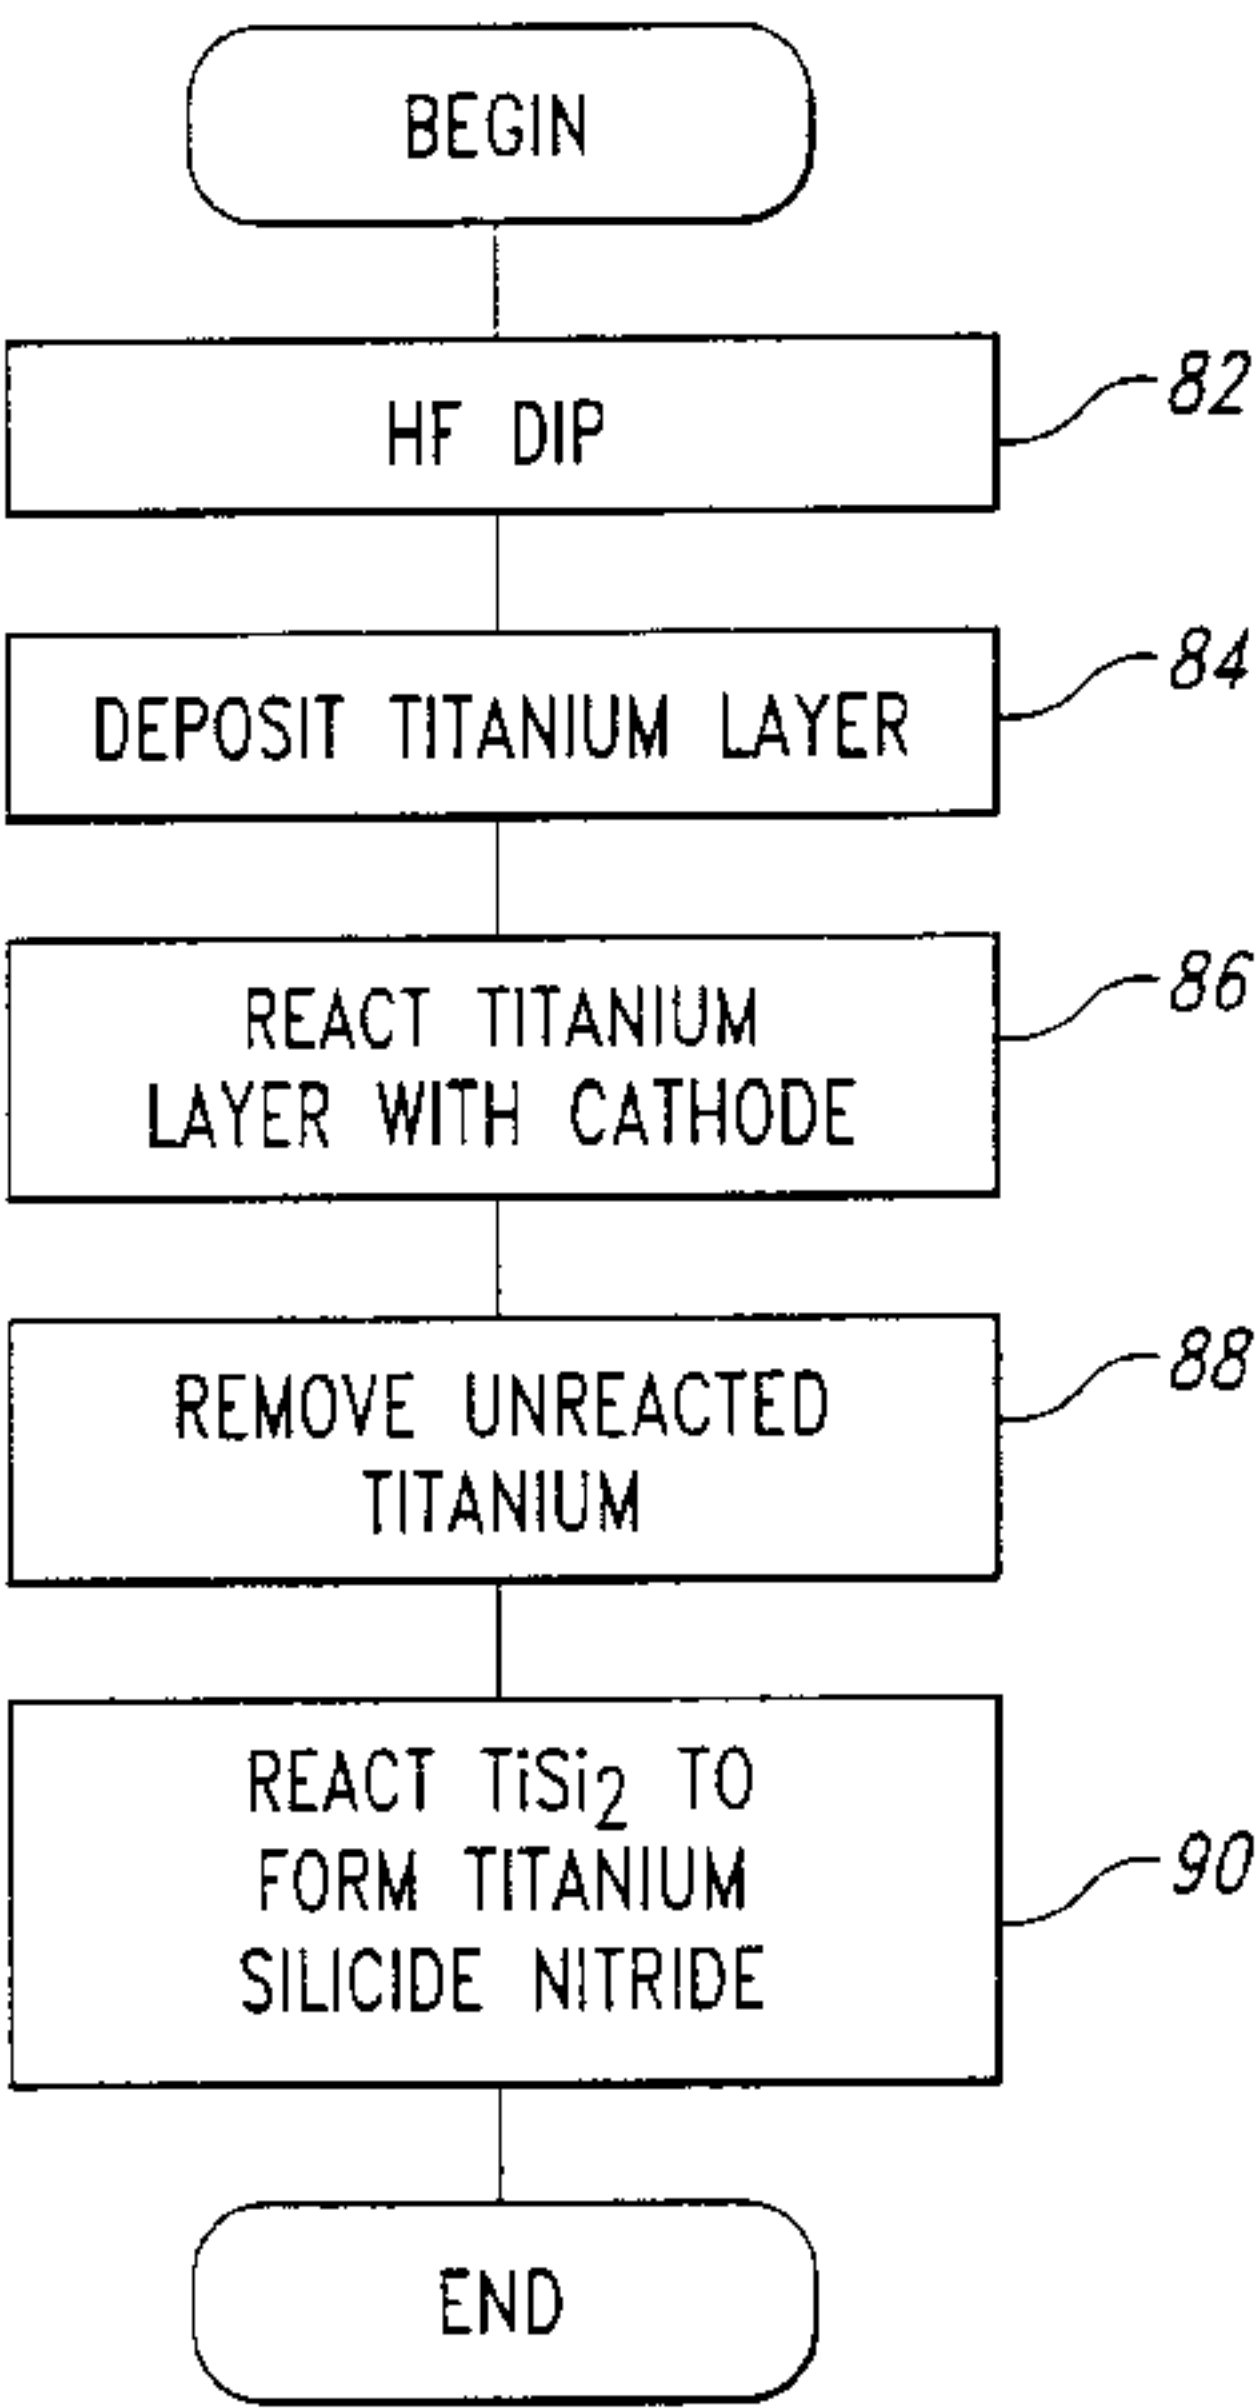 BEGIN
HF DIP
82
DEPOSIT TITANIUM LAYER
84
REACT TITANIUM
LAYER WITH CATHODE
86
REMOVE UNREACTED
TITANIUM
88
REACT TiSi₂ TO
FORM TITANIUM
SILICIDE NITRIDE
90
END